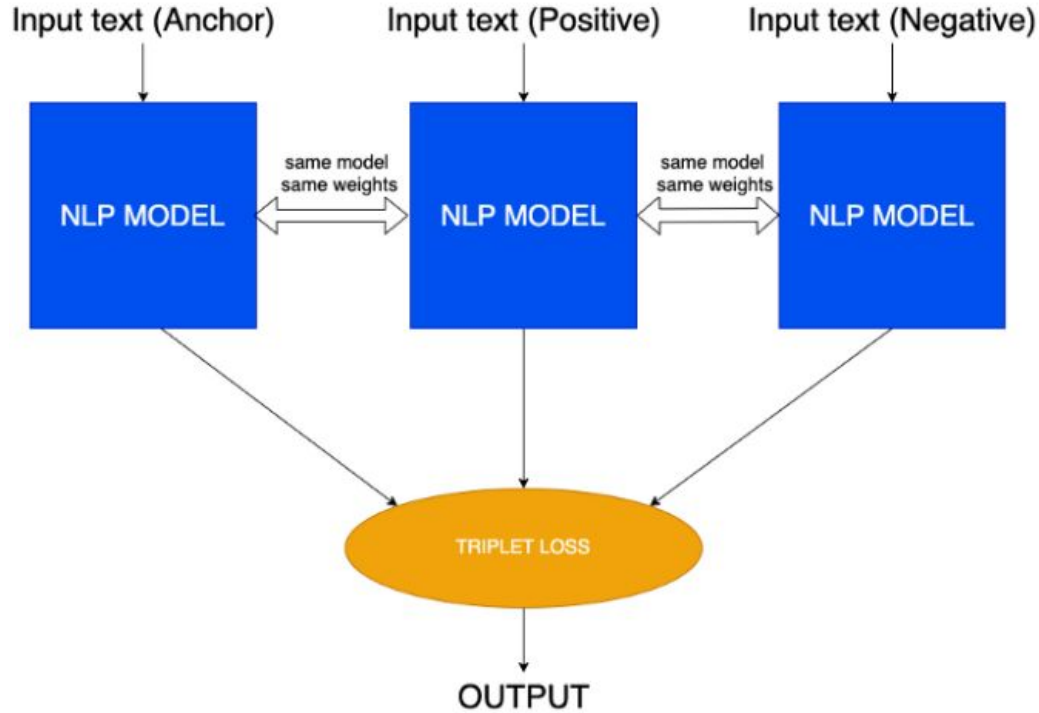 Input text (Anchor)
Input text (Positive)
Input text (Negative)
same model
same weights
same model
same weights
NLP MODEL
NLP MODEL
NLP MODEL
TRIPLET LOSS
OUTPUT